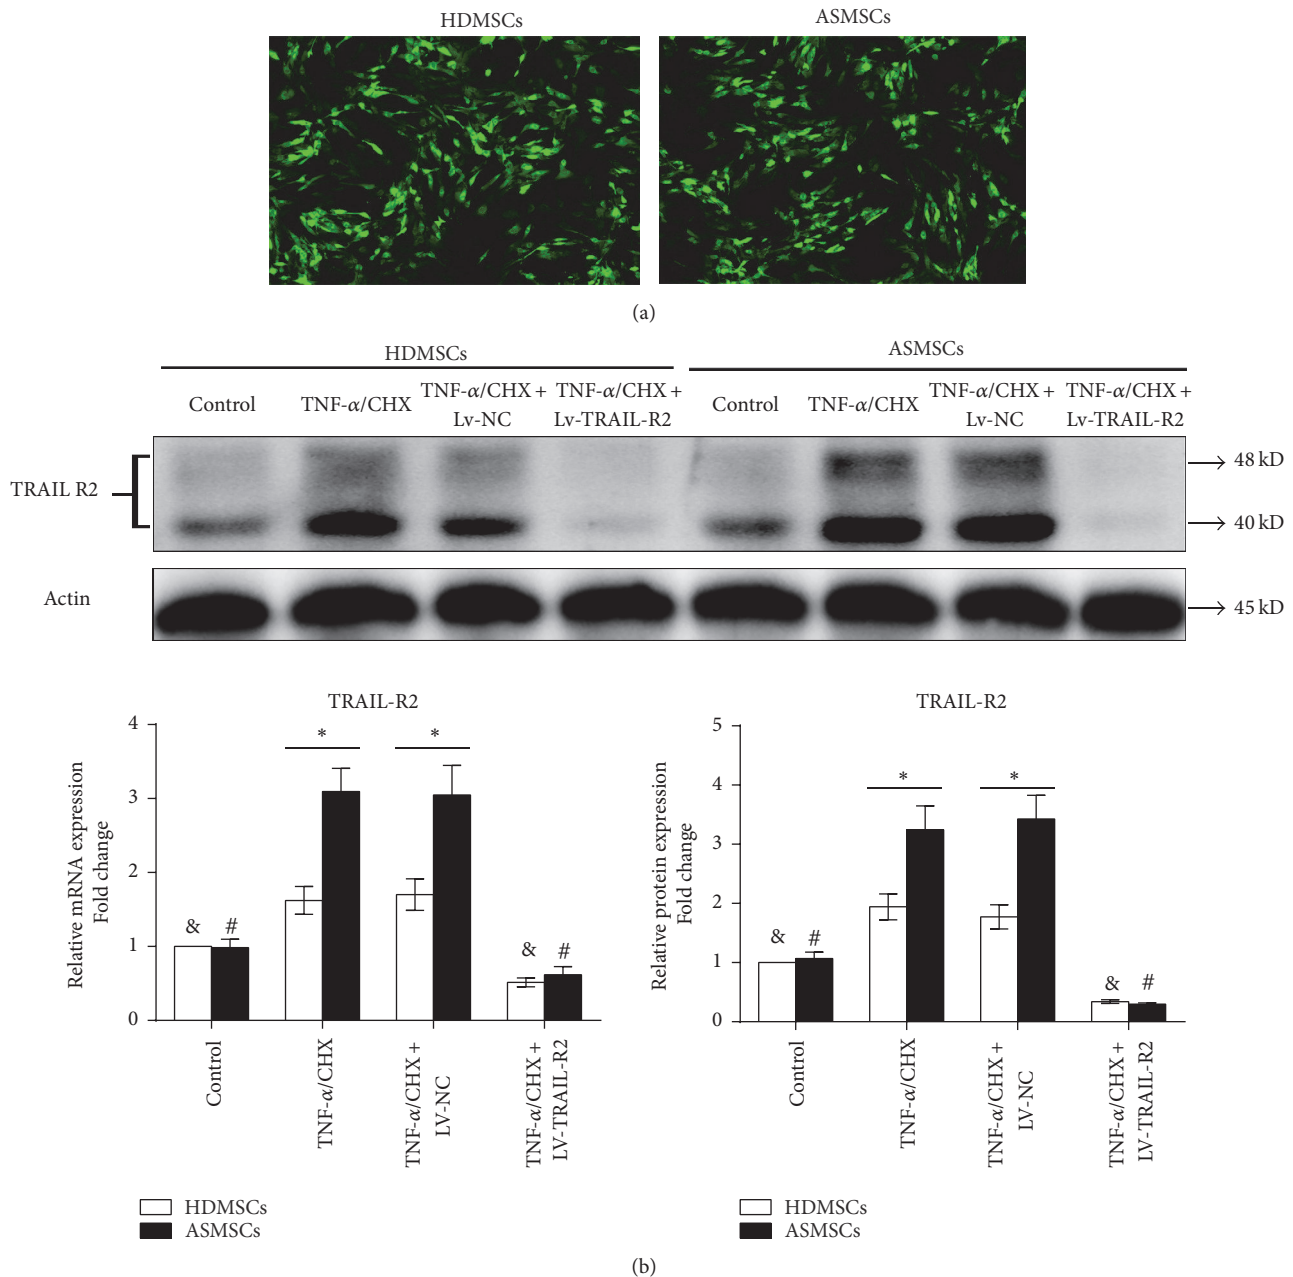 HDMSCs
ASMSCs
(a)
HDMSCs
ASMSCs
Control
TNF-α/CHX
TNF-α/CHX +
Lv-NC
TNF-α/CHX +
Lv-TRAIL-R2
Control
TNF-α/CHX
TNF-α/CHX +
Lv-NC
TNF-α/CHX +
Lv-TRAIL-R2
TRAIL R2
48 kD
40 kD
Actin
45 kD
TRAIL-R2
Relative mRNA expression
Fold change
4
3
2
1
0
&
#
*
*
&
#
Control
TNF-α/CHX
TNF-α/CHX +
LV-NC
TNF-α/CHX +
LV-TRAIL-R2
HDMSCs
ASMSCs
TRAIL-R2
Relative protein expression
Fold change
5
4
3
2
1
0
&
#
*
*
&
#
Control
TNF-α/CHX
TNF-α/CHX +
LV-NC
TNF-α/CHX +
LV-TRAIL-R2
HDMSCs
ASMSCs
(b)